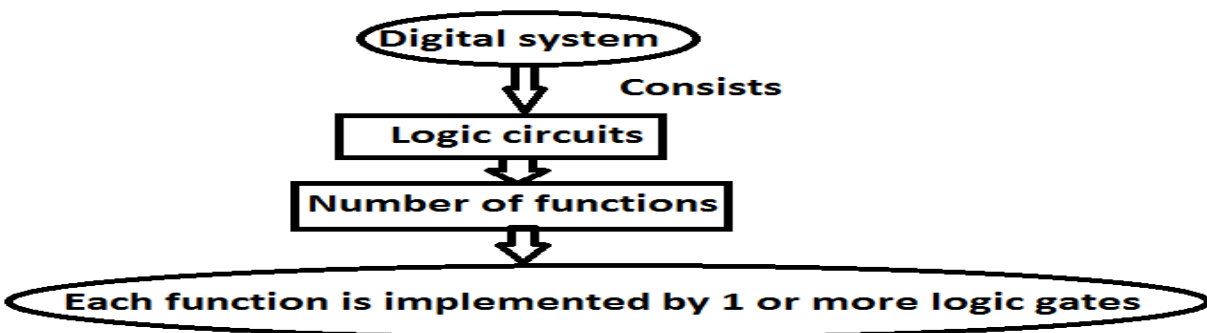 Digital system
Consists
Logic circuits
Number of functions
Each function is implemented by 1 or more logic gates